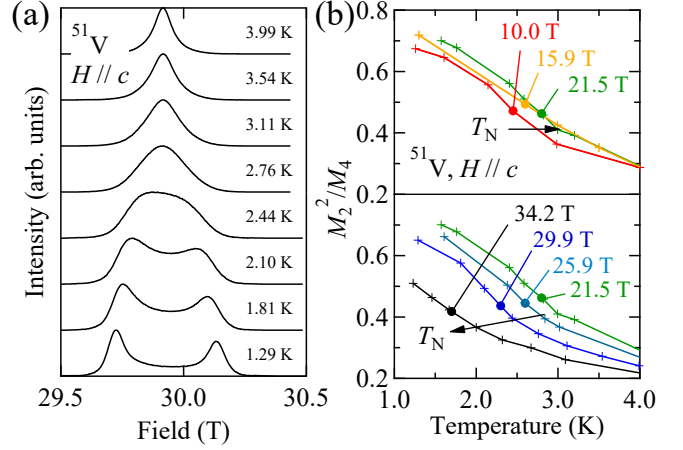 (a)
⁵¹V
H // c
3.99 K
3.54 K
3.11 K
2.76 K
2.44 K
2.10 K
1.81 K
1.29 K
Intensity (arb. units)
29.5 30.0 30.5
Field (T)
(b)
0.8
0.6
0.4
0.2
10.0 T
15.9 T
21.5 T
T_N
⁵¹V, H // c
M₂²/M₄
0.8
0.6
0.4
0.2
34.2 T
29.9 T
25.9 T
21.5 T
T_N
1.0 2.0 3.0 4.0
Temperature (K)